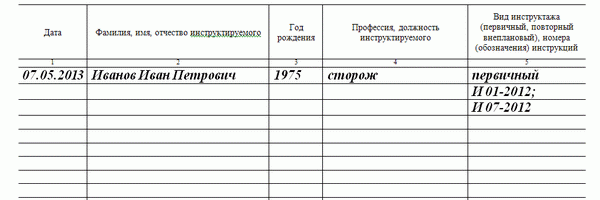 Дата
Фамилия, имя, отчество инструктируемого
Год
рождения
Профессия, должность
инструктируемого
Вид инструктажа
(первичный, повторный
внеплановый), номера
(обозначения) инструкций
1 2 3 4 5
07.05.2013 Иванов Иван Петрович 1975 сторож первичный
И 01-2012;
И 07-2012